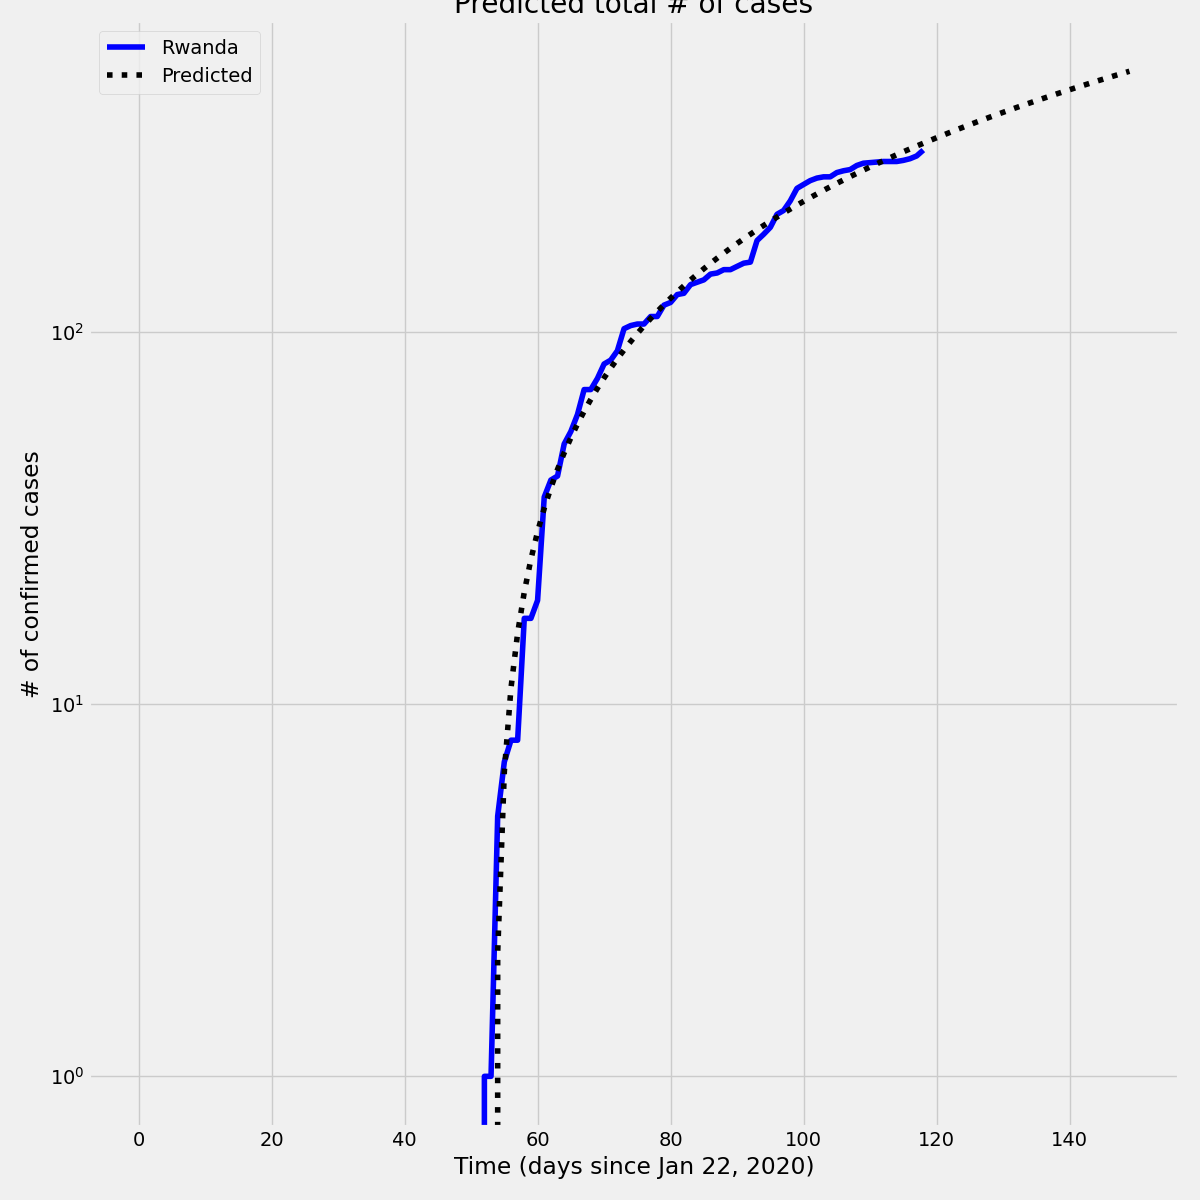 Predicted total # of cases
Rwanda
Predicted
# of confirmed cases
10²
10¹
10⁰
0 20 40 60 80 100 120 140
Time (days since Jan 22, 2020)